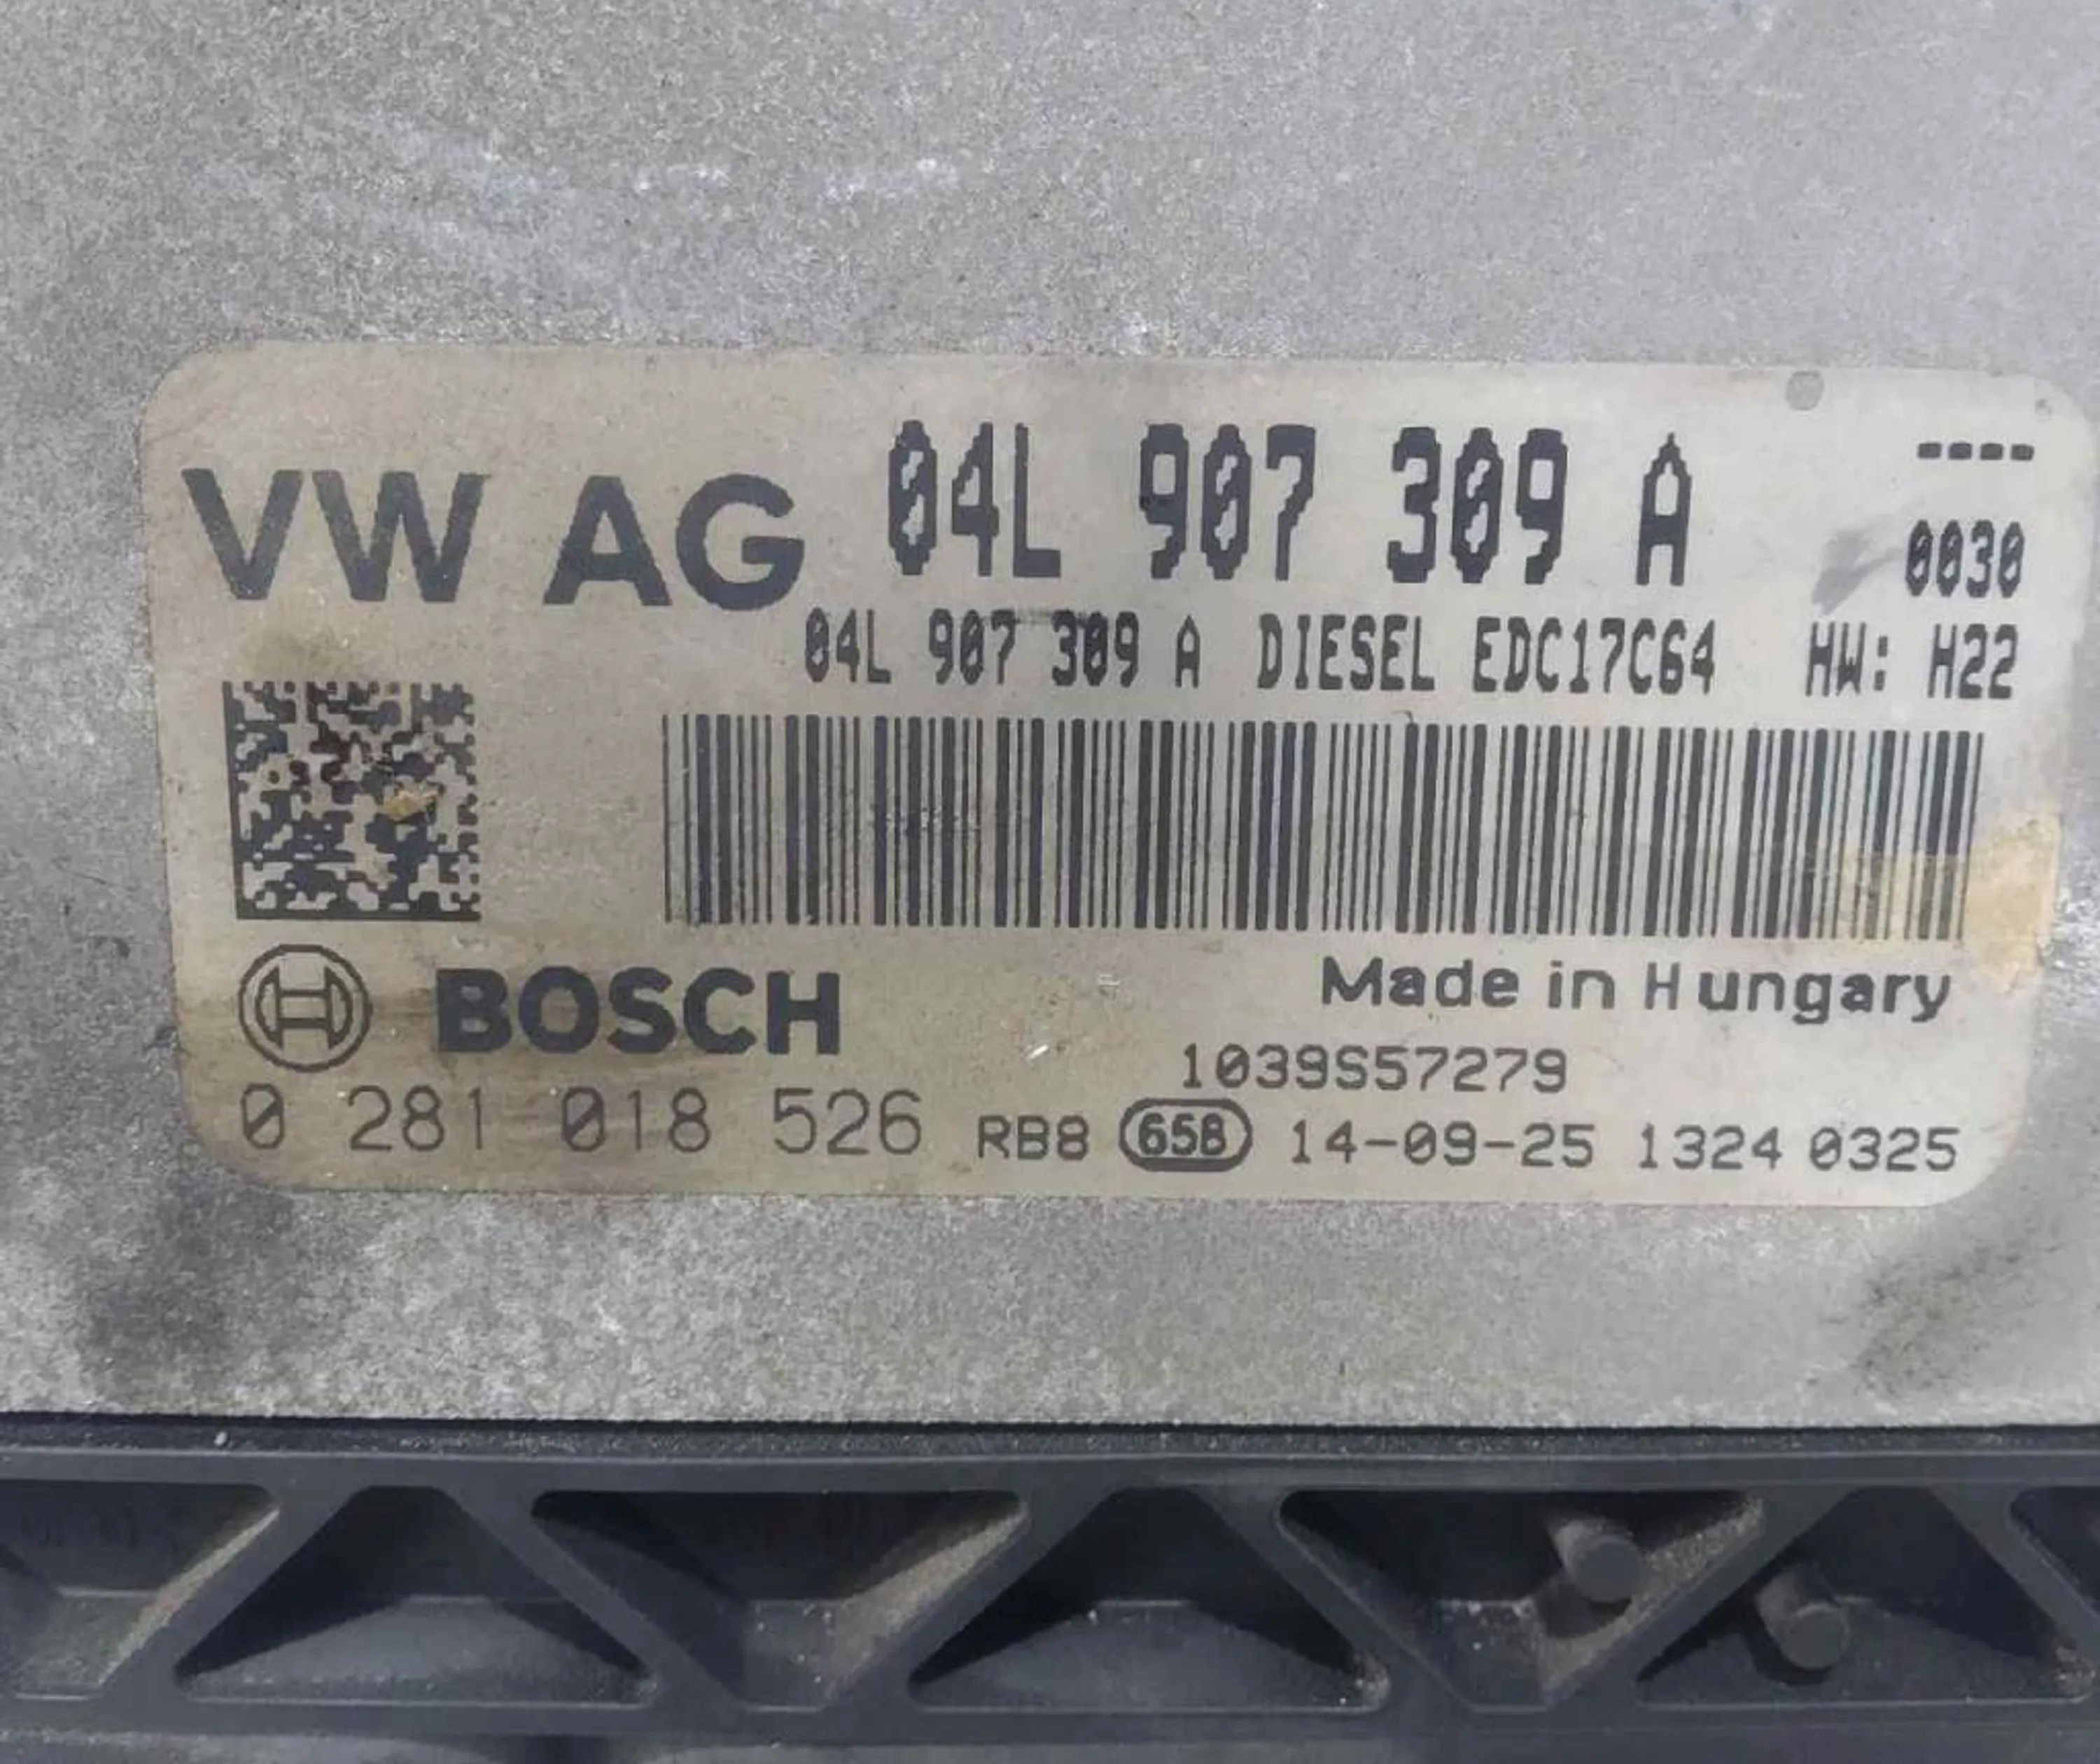 VW AG 04L 907 309 A ----
0030
04L 907 309 A DIESEL EDC17C64 HW: H22
BOSCH Made in Hungary
1039S57279
0 281 018 526 RB8 65B 14-09-25 1324 0325